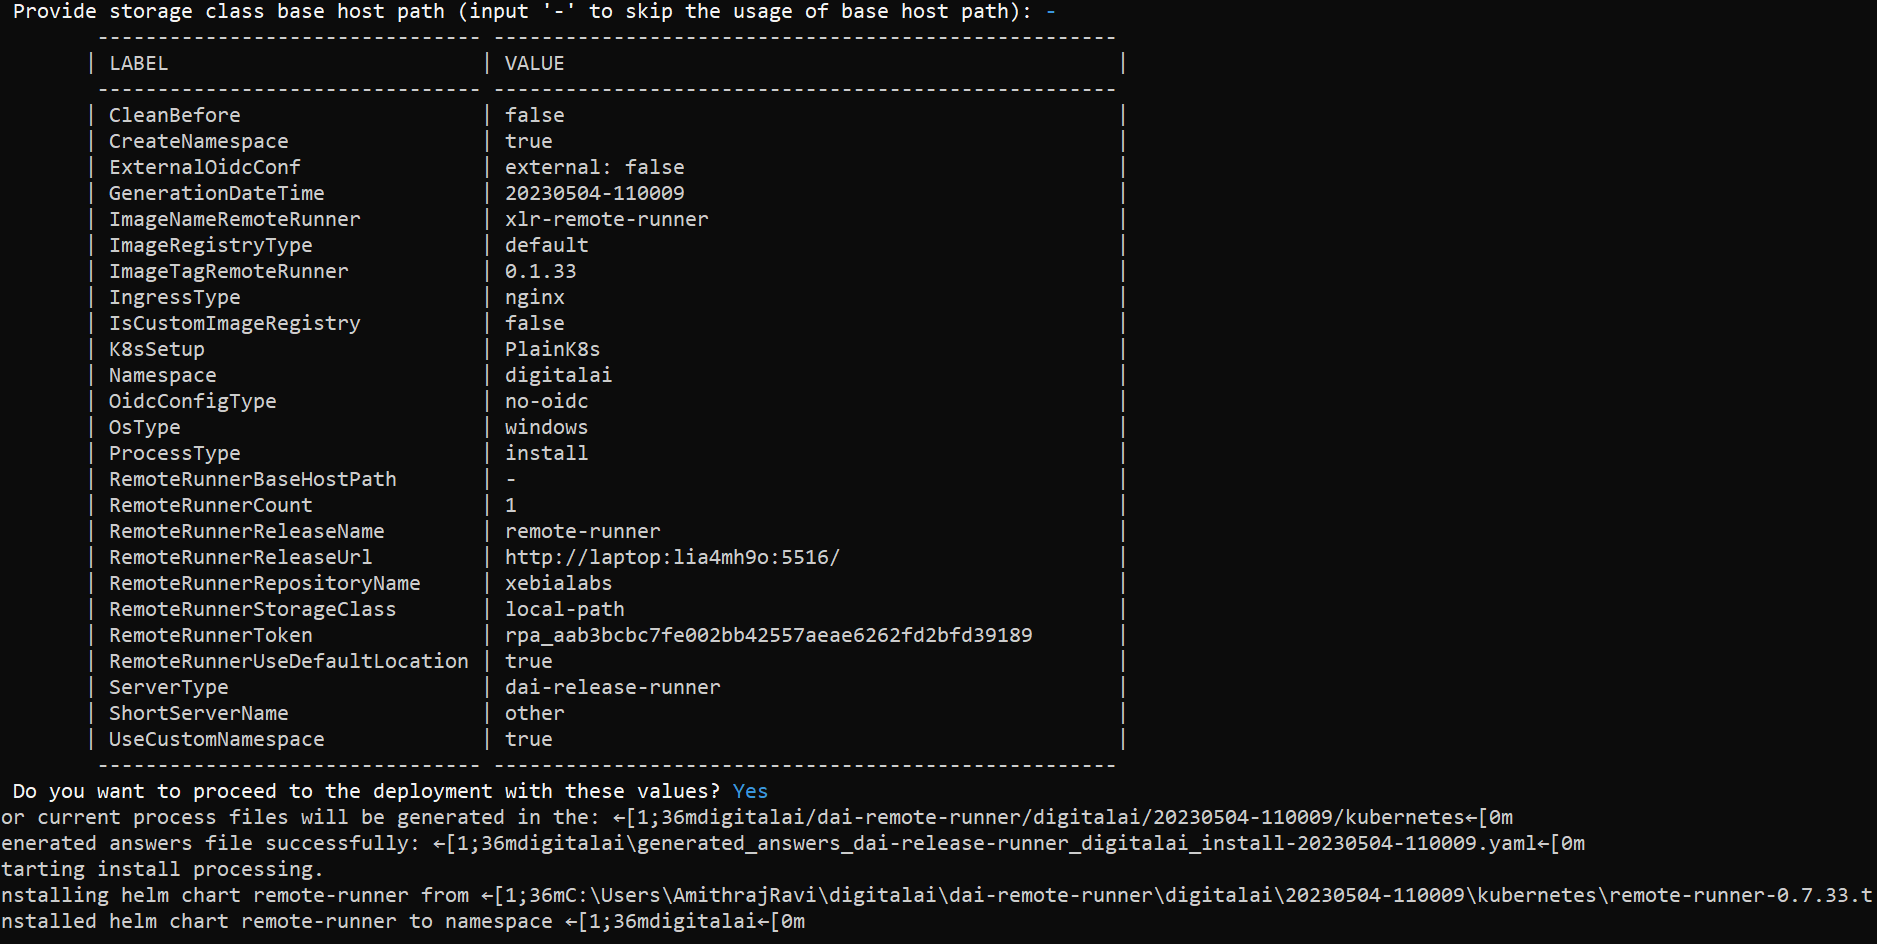 Provide storage class base host path (input '-' to skip the usage of base host path): -
-------------------------------- ----------------------------------------------------
| LABEL | VALUE |
-------------------------------- ----------------------------------------------------
| CleanBefore | false |
| CreateNamespace | true |
| ExternalOidcConf | external: false |
| GenerationDateTime | 20230504-110009 |
| ImageNameRemoteRunner | xlr-remote-runner |
| ImageRegistryType | default |
| ImageTagRemoteRunner | 0.1.33 |
| IngressType | nginx |
| IsCustomImageRegistry | false |
| K8sSetup | PlainK8s |
| Namespace | digitalai |
| OidcConfigType | no-oidc |
| OsType | windows |
| ProcessType | install |
| RemoteRunnerBaseHostPath | - |
| RemoteRunnerCount | 1 |
| RemoteRunnerReleaseName | remote-runner |
| RemoteRunnerReleaseUrl | http://laptop:lia4mh9o:5516/ |
| RemoteRunnerRepositoryName | xebialabs |
| RemoteRunnerStorageClass | local-path |
| RemoteRunnerToken | rpa_aab3bcbc7fe002bb42557aeae6262fd2bfd39189 |
| RemoteRunnerUseDefaultLocation | true |
| ServerType | dai-release-runner |
| ShortServerName | other |
| UseCustomNamespace | true |
-------------------------------- ----------------------------------------------------
Do you want to proceed to the deployment with these values? Yes
or current process files will be generated in the: ←[1;36mdigitalai/dai-remote-runner/digitalai/20230504-110009/kubernetes←[0m
enerated answers file successfully: ←[1;36mdigitalai\generated_answers_dai-release-runner_digitalai_install-20230504-110009.yaml←[0m
tarting install processing.
nstalling helm chart remote-runner from ←[1;36mC:\Users\AmithrajRavi\digitalai\dai-remote-runner\digitalai\20230504-110009\kubernetes\remote-runner-0.7.33.t
nstalled helm chart remote-runner to namespace ←[1;36mdigitalai←[0m